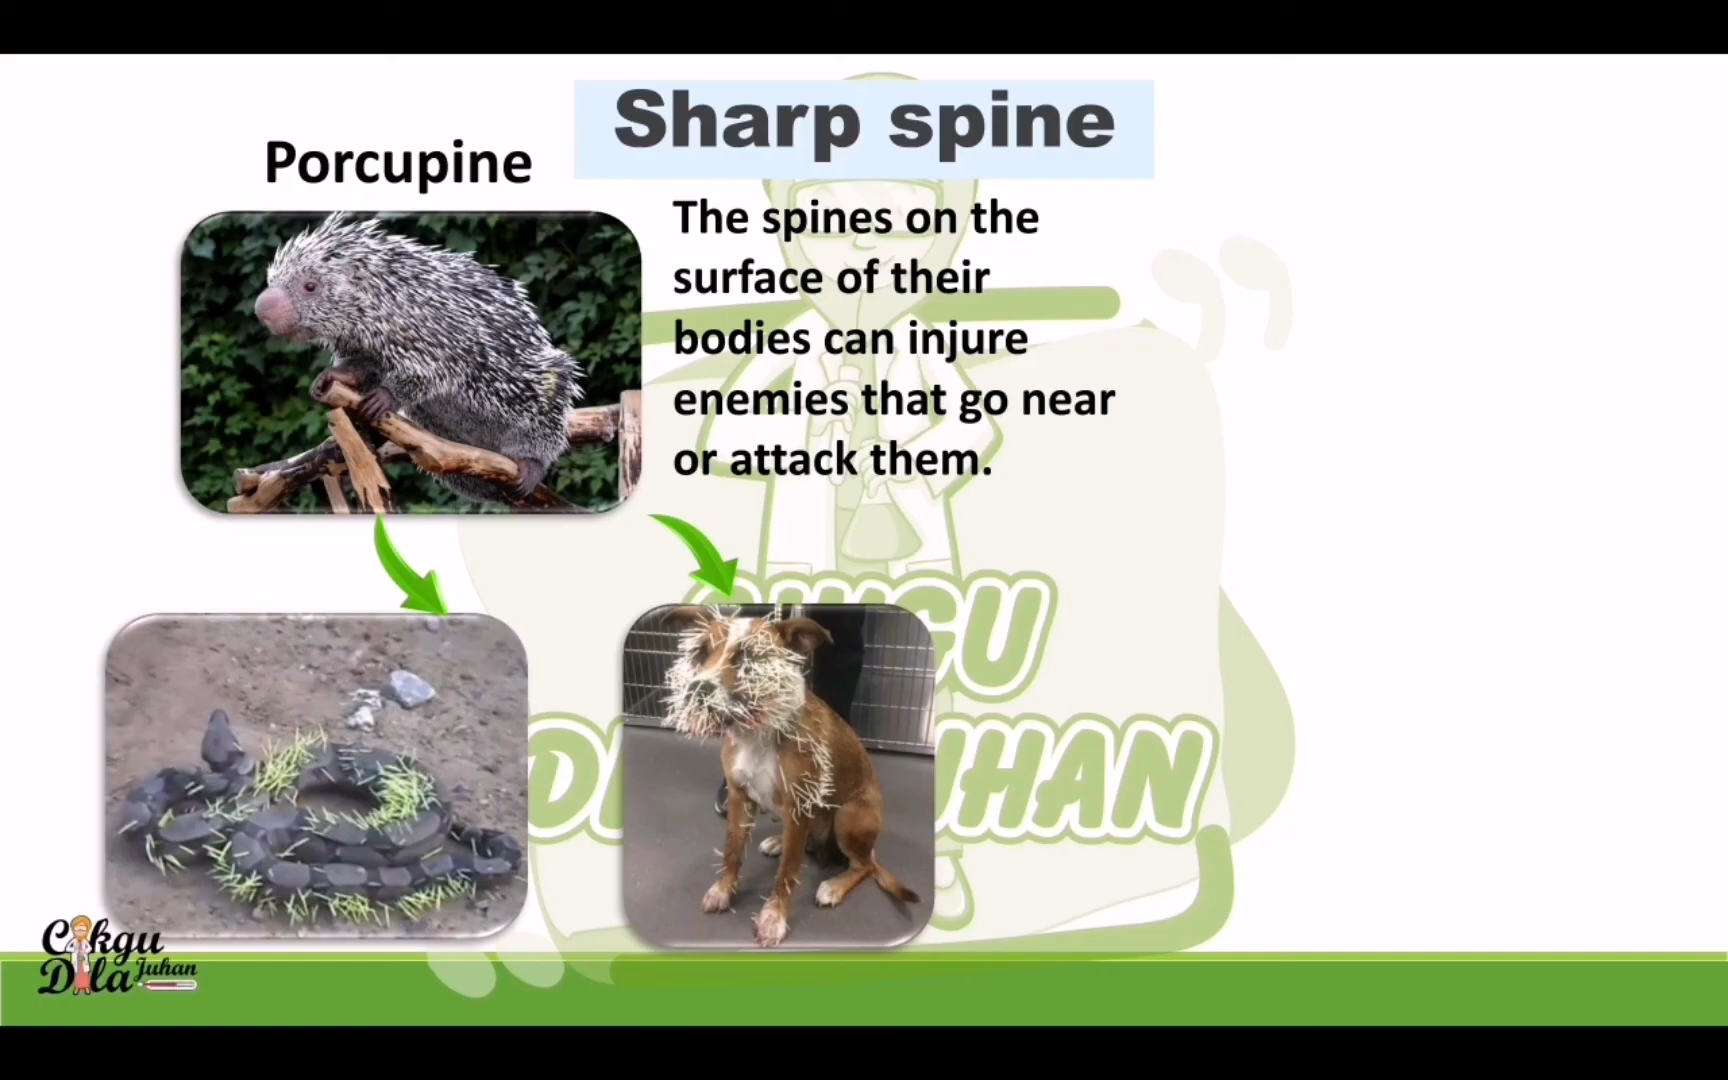 Sharp spine
Porcupine
The spines on the
surface of their
bodies can injure
enemies that go near
or attack them.
Cikgu
Dila Juhan